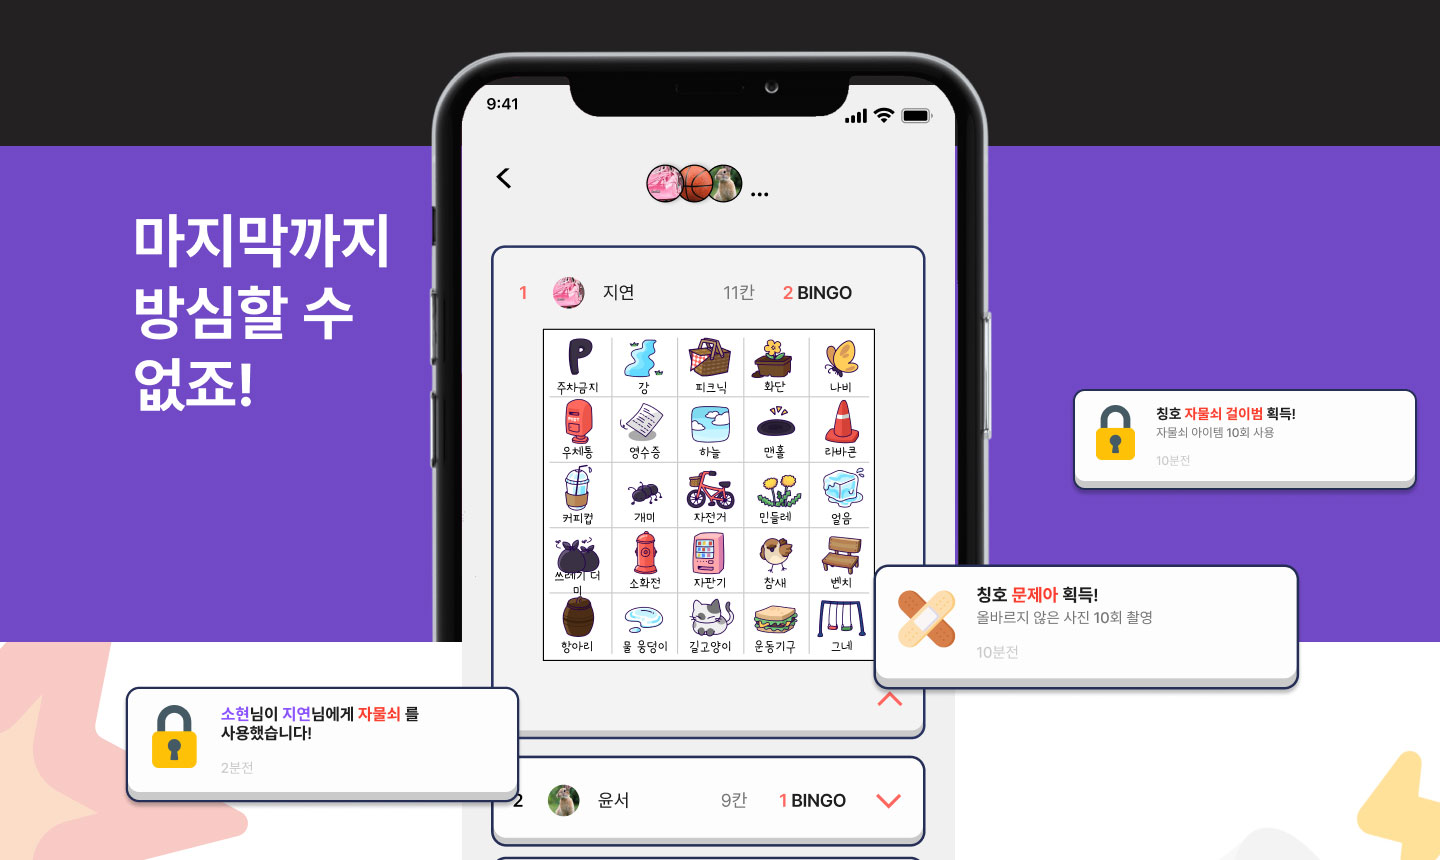 9:41
마지막까지
방심할 수
없죠!
...
1 지연 11칸 2 BINGO
P
주차금지 강 피크닉 화단 나비
우체통 영수증 하늘 맨홀 라바콘
커피컵 개미 자전거 민들레 얼음
쓰레기 더
미
소화전 자판기 참새 벤치
항아리 물 웅덩이 길고양이 운동기구 그네
칭호 자물쇠 걸이범 획득!
자물쇠 아이템 10회 사용
10분전
칭호 문제아 획득!
올바르지 않은 사진 10회 촬영
10분전
소현님이 지연님에게 자물쇠 를
사용했습니다!
2분전
2 윤서 9칸 1 BINGO